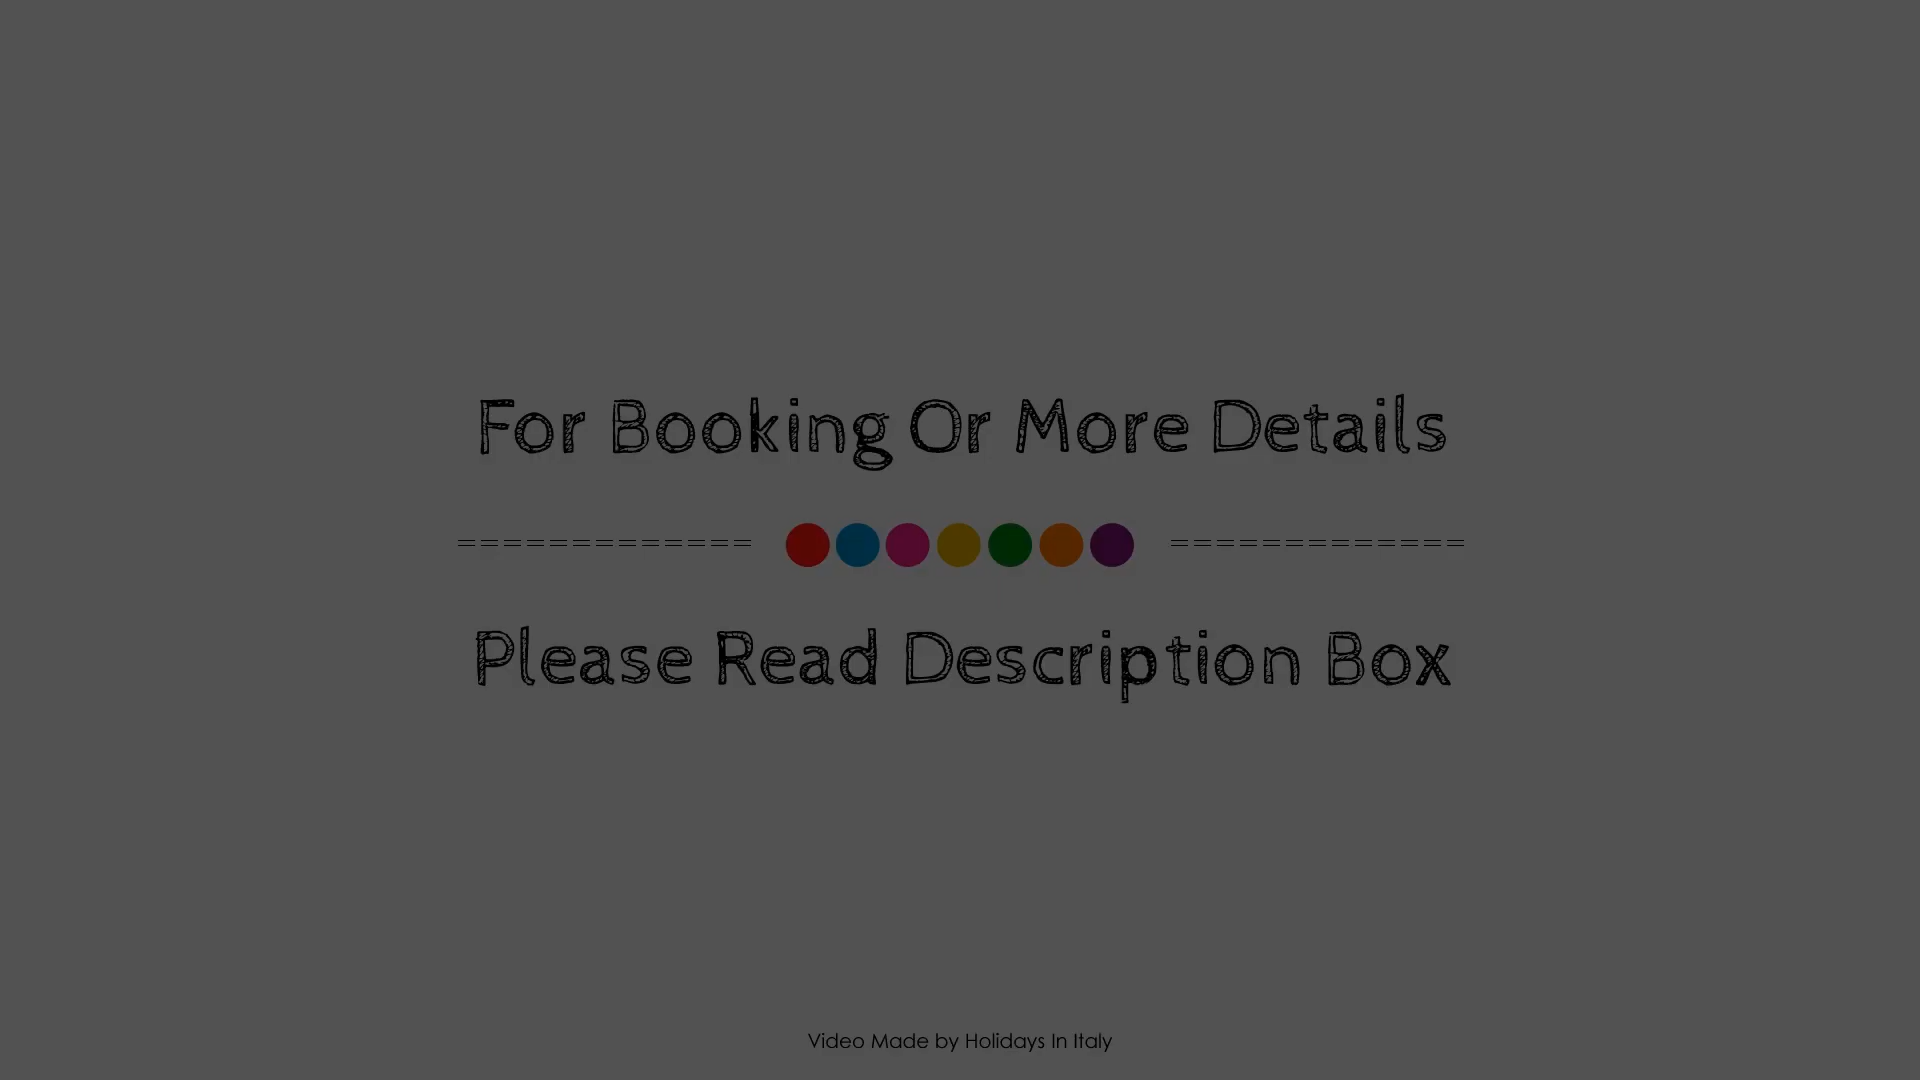 For Booking Or More Details
============= =============
Please Read Description Box
Video Made by Holidays In Italy